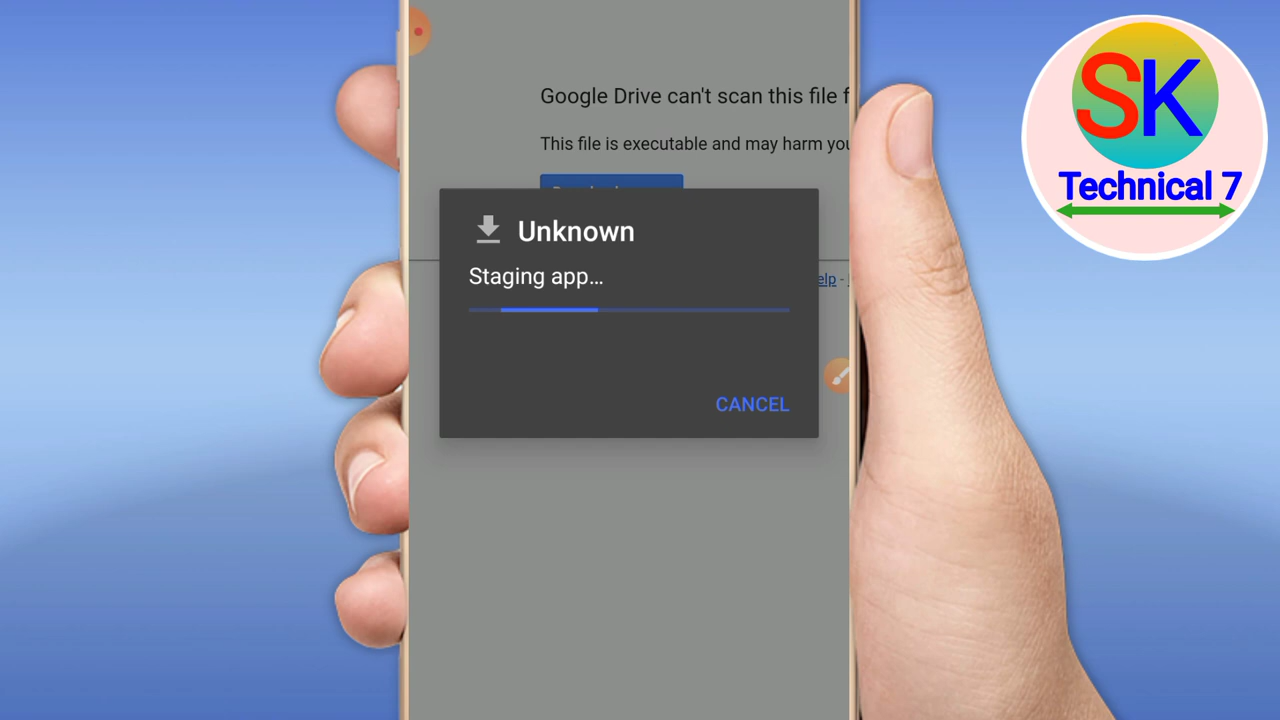 Google Drive can't scan this file f
This file is executable and may harm you
Unknown
Staging app...
elp -
CANCEL
SK
Technical 7